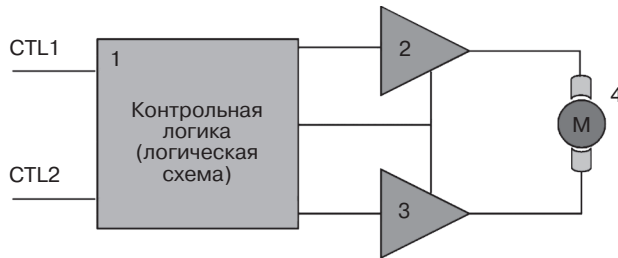 CTL1
1
Контрольная
логика
(логическая
схема)
CTL2
2
3
4
M